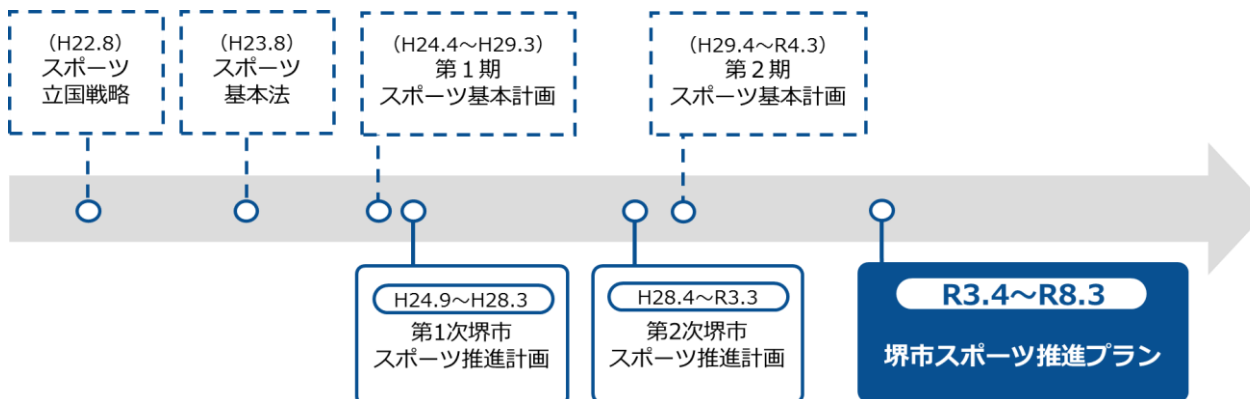 （H22.8）
スポーツ
立国戦略
（H23.8）
スポーツ
基本法
（H24.4～H29.3）
第１期
スポーツ基本計画
（H29.4～R4.3）
第２期
スポーツ基本計画
H24.9～H28.3
第1次堺市
スポーツ推進計画
H28.4～R3.3
第2次堺市
スポーツ推進計画
R3.4～R8.3
堺市スポーツ推進プラン